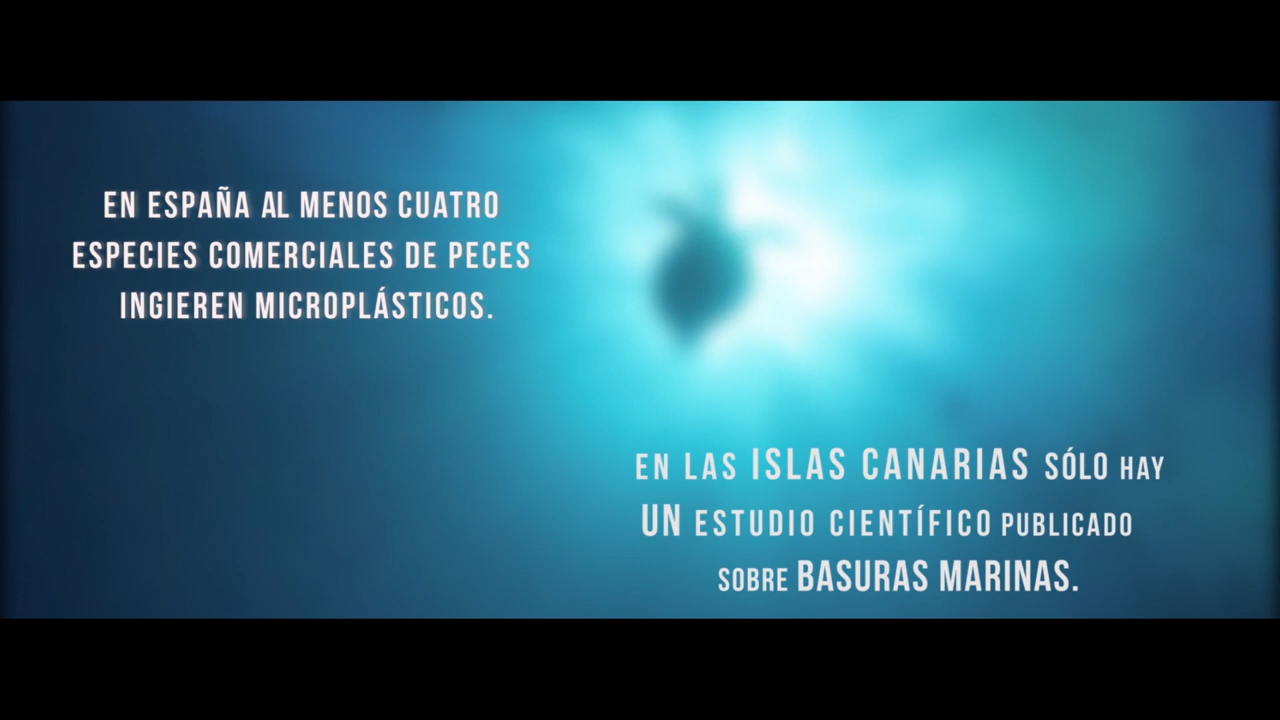 EN ESPAÑA AL MENOS CUATRO
ESPECIES COMERCIALES DE PECES
INGIEREN MICROPLÁSTICOS.
EN LAS ISLAS CANARIAS SÓLO HAY
UN ESTUDIO CIENTÍFICO PUBLICADO
SOBRE BASURAS MARINAS.